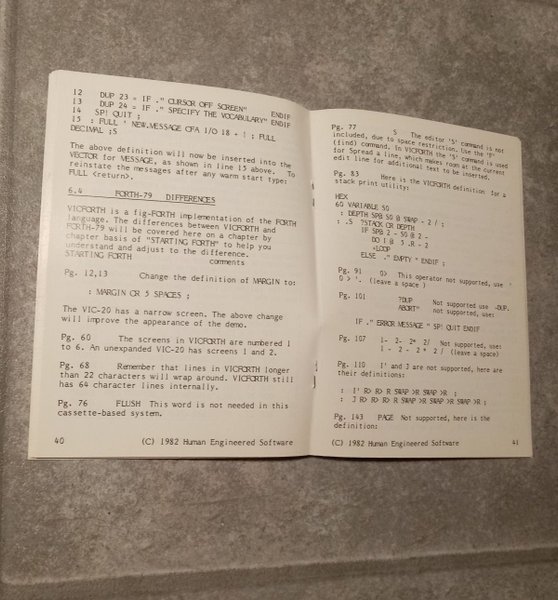 12 DUP 23 = IF ." CURSOR OFF SCREEN" ENDIF
13 DUP 24 = IF ." SPECIFY THE VOCABULARY" ENDIF
14 SP! QUIT ;
15 : FULL ' NEW.MESSAGE CFA I/O 18 + ! ; FULL
DECIMAL ;S
The above definition will now be inserted into the
VECTOR for MESSAGE, as shown in line 15 above. To
reinstate the messages after any warm start type:
FULL <return>.
6.4 FORTH-79 DIFFERENCES
VICFORTH is a fig-FORTH implementation of the FORTH
language. The differences between VICFORTH and
FORTH-79 will be covered here on a chapter by
chapter basis of "STARTING FORTH" to help you
understand and adjust to the difference.
STARTING FORTH comments
Pg. 12,13 Change the definition of MARGIN to:
: MARGIN CR 5 SPACES ;
The VIC-20 has a narrow screen. The above change
will improve the appearance of the demo.
Pg. 60 The screens in VICFORTH are numbered 1
to 6. An unexpanded VIC-20 has screens 1 and 2.
Pg. 68 Remember that lines in VICFORTH longer
than 22 characters will wrap around. VICFORTH still
has 64 character lines internally.
Pg. 76 FLUSH This word is not needed in this
cassette-based system.
40 (C) 1982 Human Engineered Software
Pg. 77 S The editor 'S' command is not
included, due to space restriction. Use the 'F'
(find) command. In VICFORTH the 'S' command is used
for Spread a line, which makes room at the current
edit line for additional text to be inserted.
Pg. 83 Here is the VICFORTH definition for a
stack print utility:
HEX
60 VARIABLE S0
: DEPTH SP@ S0 @ SWAP - 2 / ;
: .S ?STACK CR DEPTH
IF SP@ 2 - S0 @ 2 -
DO I @ 5 .R -2
+LOOP
ELSE ." EMPTY " ENDIF ;
Pg. 91 0> This operator not supported, use
0 > '. (leave a space )
Pg. 101 ?DUP Not supported use -DUP.
ABORT" not supported, use:
IF ." ERROR MESSAGE " SP! QUIT ENDIF
Pg. 107 1- 2- 2* 2/ Not supported, use:
1 - 2 - 2 * 2 / (leave a space)
Pg. 110 I' and J are not supported, here are
their definitions:
: I' R> R> R SWAP >R SWAP >R ;
: J R> R> R> R SWAP >R SWAP >R SWAP >R ;
Pg. 143 PAGE Not supported, here is the
definition:
(C) 1982 Human Engineered Software 41